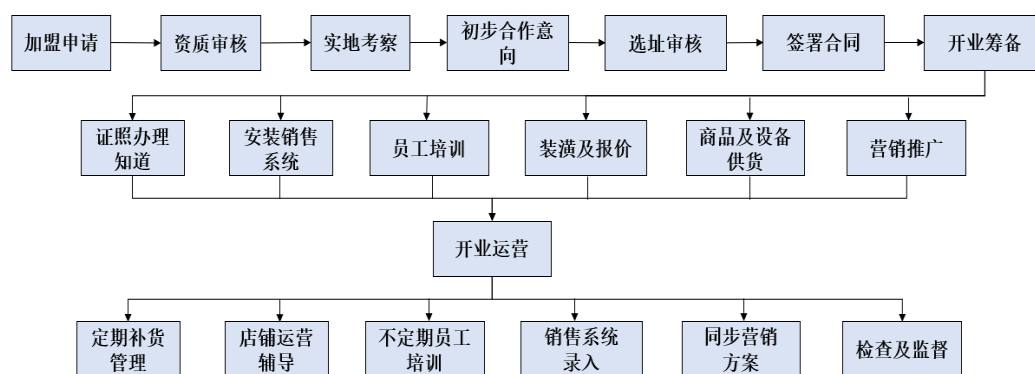 加盟申请
资质审核
实地考察
初步合作意
向
选址审核
签署合同
开业筹备
证照办理
知道
安装销售
系统
员工培训
装潢及报价
商品及设备
供货
营销推广
开业运营
定期补货
管理
店铺运营
辅导
不定期员工
培训
销售系统
录入
同步营销
方案
检查及监督